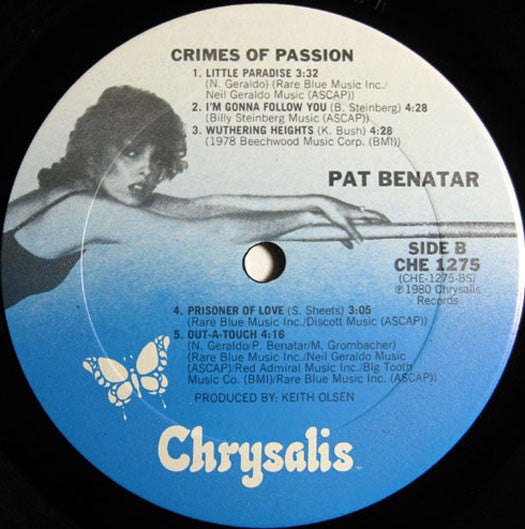 CRIMES OF PASSION
1. LITTLE PARADISE 3:32
(N. Geraldo) (Rare Blue Music Inc./
Neil Geraldo Music (ASCAP))
2. I'M GONNA FOLLOW YOU (B. Steinberg) 4:28
(Billy Steinberg Music (ASCAP))
3. WUTHERING HEIGHTS (K. Bush) 4:28
(1978 Beechwood Music Corp. (BMI))
PAT BENATAR
SIDE B
CHE 1275
(CHE-1275-BS)
℗1980 Chrysalis
Records
4. PRISONER OF LOVE (S. Sheets) 3:05
(Rare Blue Music Inc./Discott Music (ASCAP))
5. OUT-A-TOUCH 4:16
(N. Geraldo/P. Benatar/M. Grombacher)
(Rare Blue Music Inc./Neil Geraldo Music
(ASCAP)/Red Admiral Music Inc./Big Tooth
Music Co. (BMI)/Rare Blue Music Inc. (ASCAP))
PRODUCED BY: KEITH OLSEN
Chrysalis™